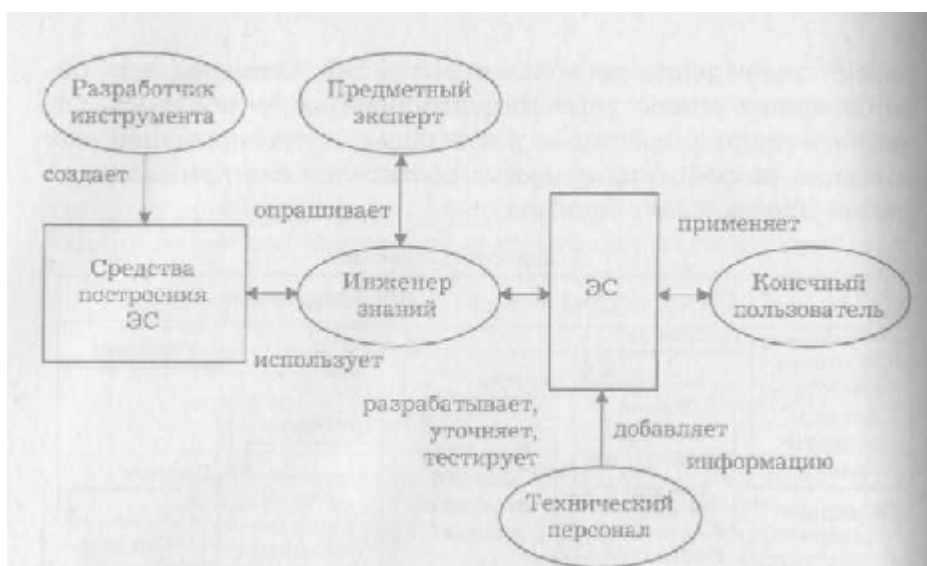 Разработчик
инструмента
Предметный
эксперт
создает
опрашивает
применяет
Средства
построения
ЭС
Инженер
знаний
ЭС
Конечный
пользователь
использует
разрабатывает,
уточняет,
тестирует
добавляет
информацию
Технический
персонал